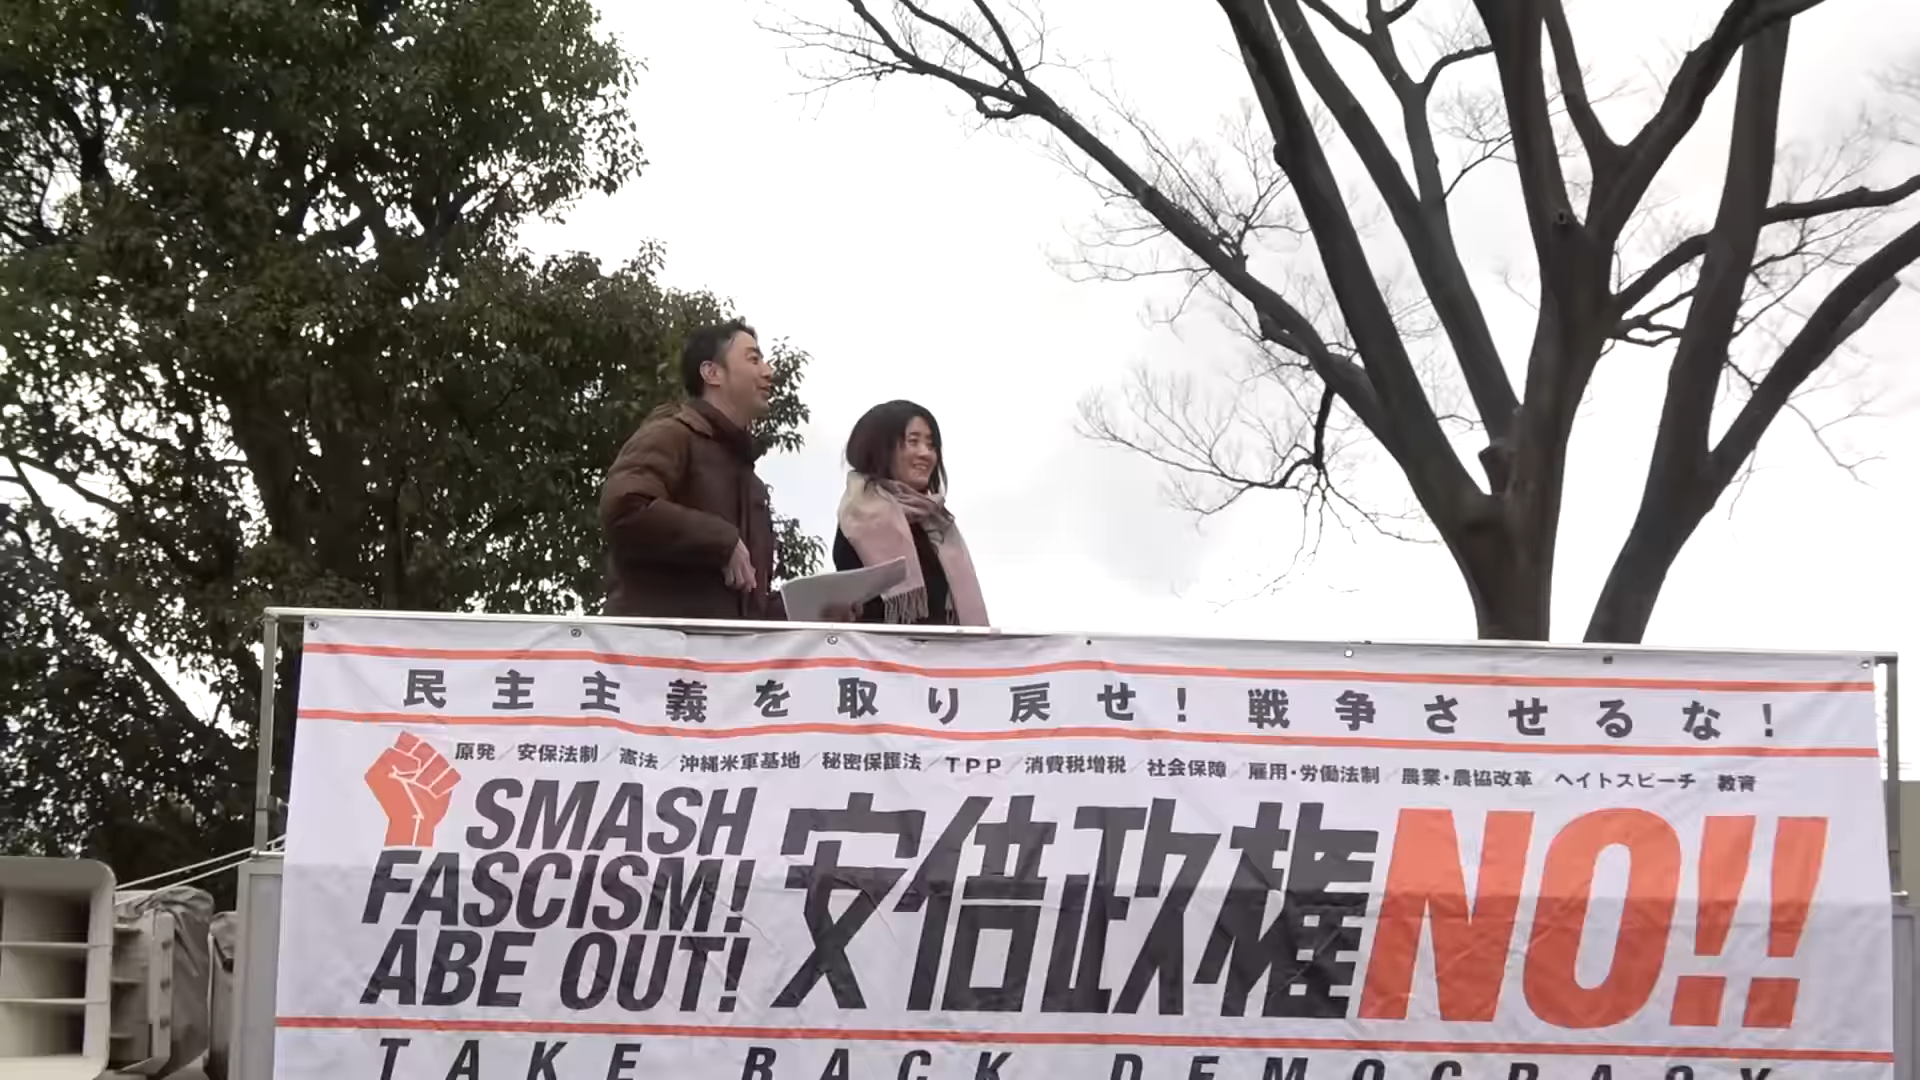 民主主義を取り戻せ！戦争させるな！
原発／安保法制／憲法／沖縄米軍基地／秘密保護法／TPP／消費税増税／社会保障／雇用・労働法制／農業・農協改革／ヘイトスピーチ／教育
SMASH
FASCISM!
ABE OUT!
安倍政権NO!!
TAKE BACK DEMOCRACY